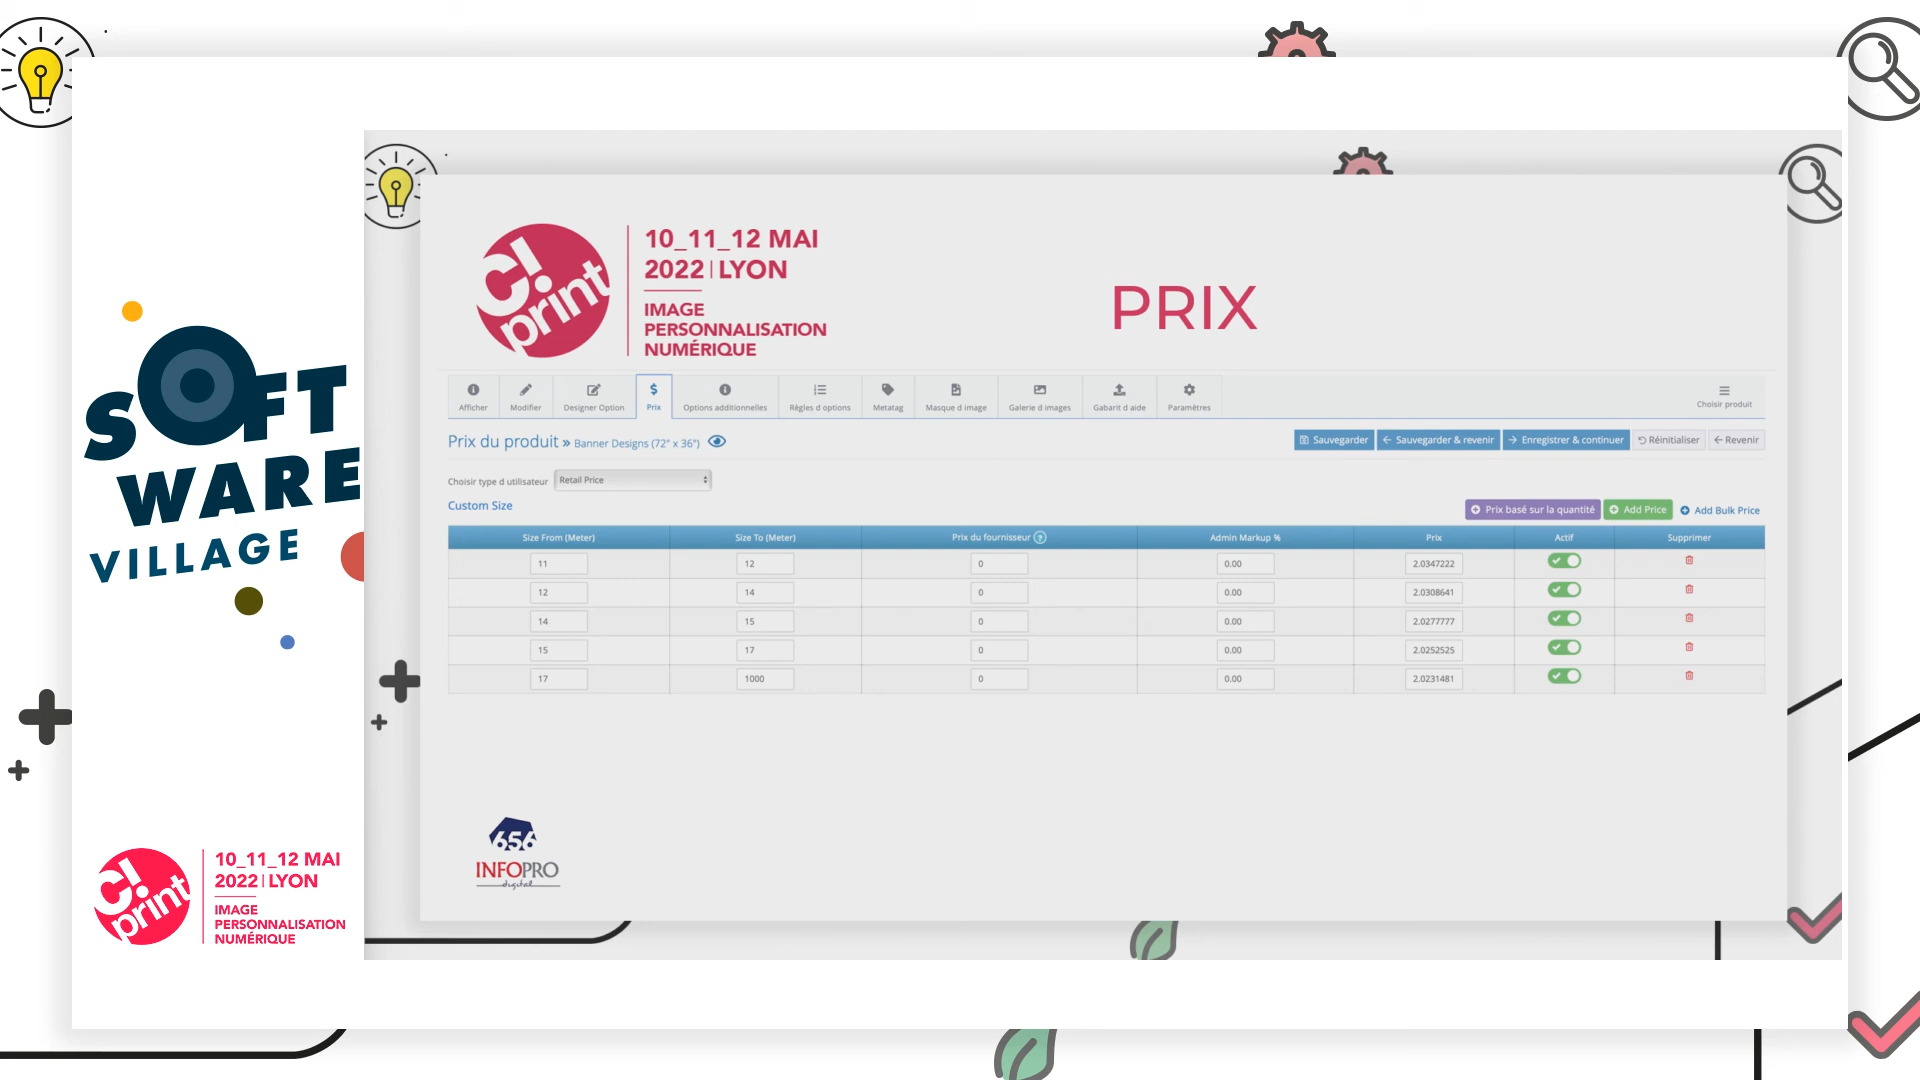 SOFT
WARE
VILLAGE
C!print
10_11_12 MAI
2022 | LYON
IMAGE
PERSONNALISATION
NUMÉRIQUE
C!print
10_11_12 MAI
2022 | LYON
IMAGE
PERSONNALISATION
NUMÉRIQUE
PRIX
Afficher Modifier Designer Option Prix Options additionnelles Règles d options Metatag Masque d image Galerie d images Gabarit d aide Paramètres Choisir produit
Prix du produit » Banner Designs (72" x 36") Sauvegarder Sauvegarder & revenir Enregistrer & continuer Réinitialiser Revenir
Choisir type d utilisateur Retail Price
Custom Size Prix basé sur la quantité Add Price Add Bulk Price
Size From (Meter) Size To (Meter) Prix du fournisseur ? Admin Markup % Prix Actif Supprimer
11 12 0 0.00 2.0347222
12 14 0 0.00 2.0308641
14 15 0 0.00 2.0277777
15 17 0 0.00 2.0252525
17 1000 0 0.00 2.0231481
656
INFOPRO
digital